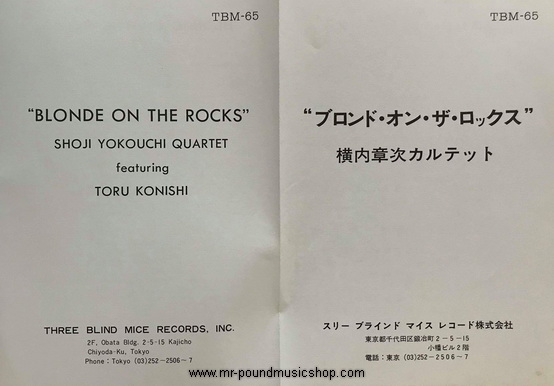 TBM-65
"BLONDE ON THE ROCKS"
SHOJI YOKOUCHI QUARTET
featuring
TORU KONISHI
THREE BLIND MICE RECORDS, INC.
2F, Obata Bldg. 2-5-15 Kajicho
Chiyoda-Ku, Tokyo
Phone : Tokyo (03)252-2506~7
TBM-65
“ブロンド・オン・ザ・ロックス”
横内章次カルテット
スリー ブラインド マイス レコード株式会社
東京都千代田区鍛冶町2-5-15
小幡ビル2階
電話:東京 (03)252-2506~7
www.mr-poundmusicshop.com